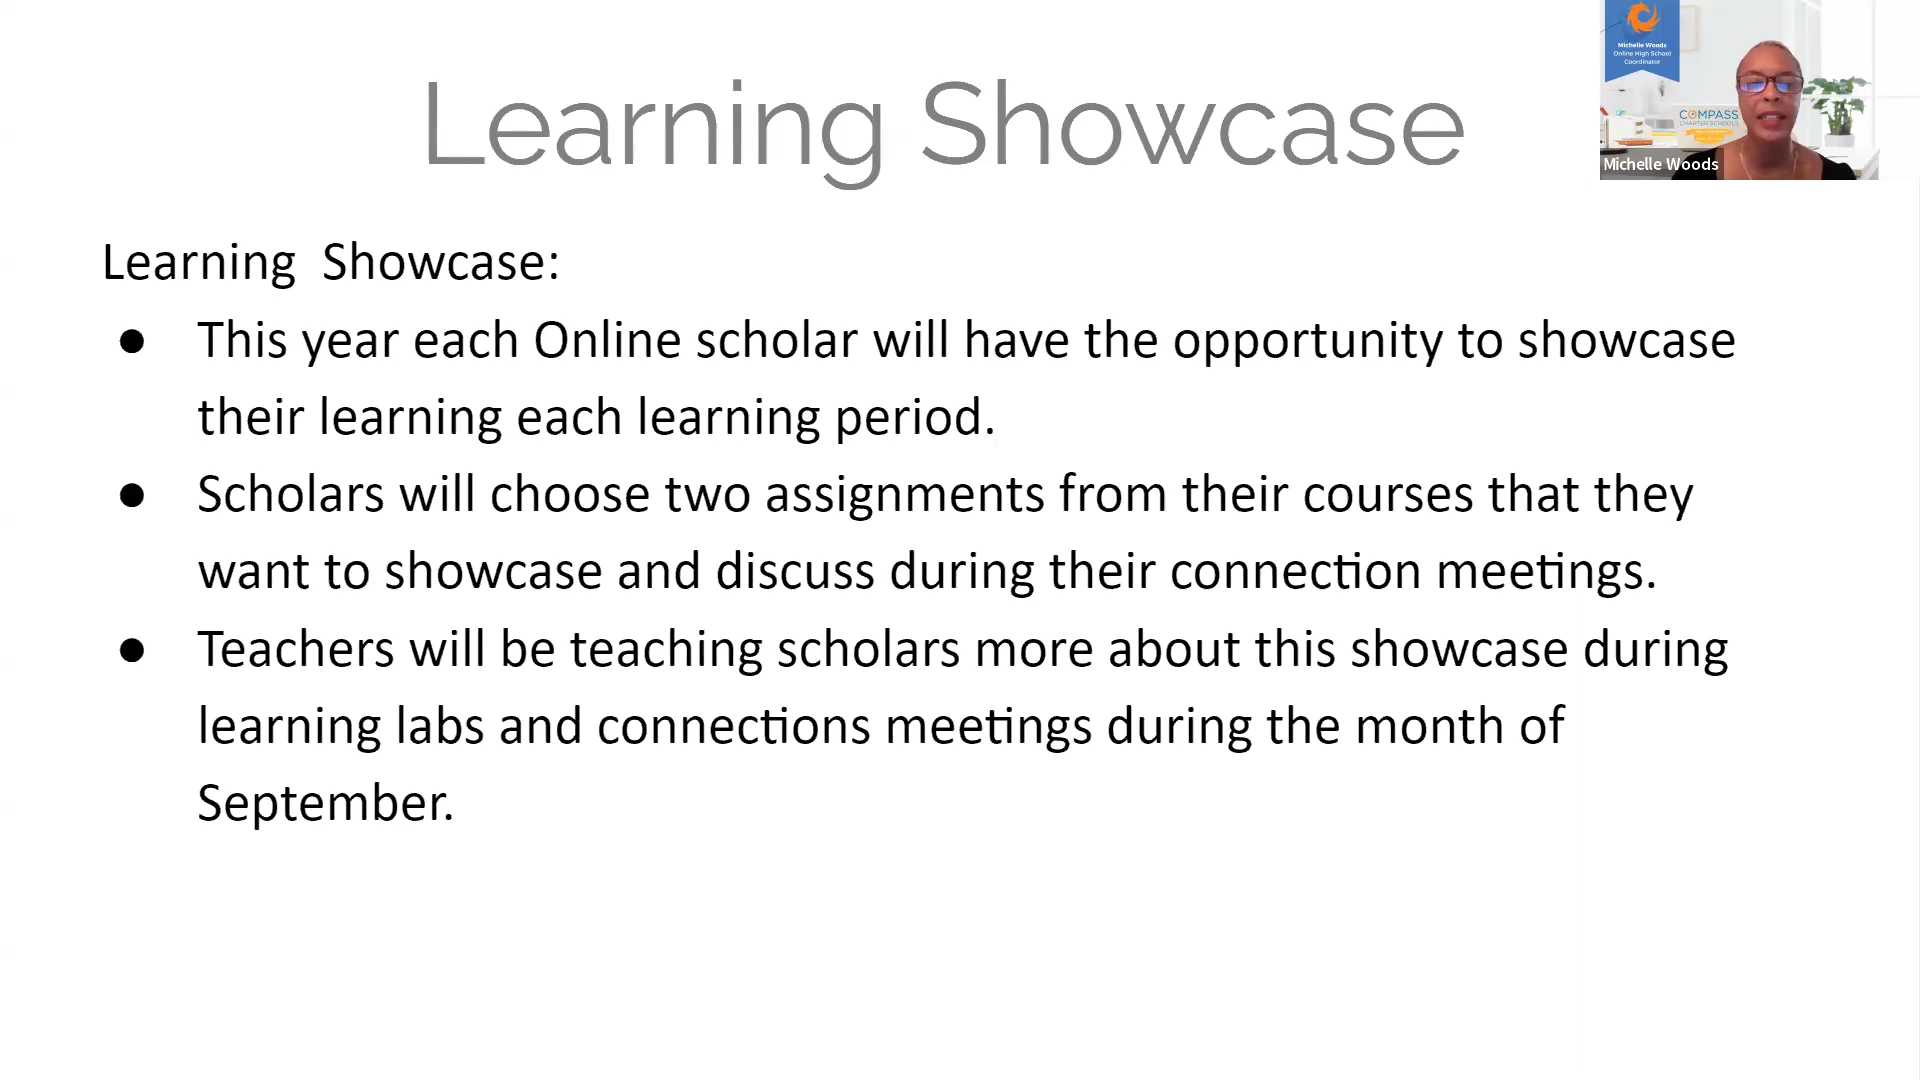 Learning Showcase
Michelle Woods
Online High School
Coordinator
COMPASS
CHARTER SCHOOLS
Michelle Woods
Learning Showcase:
● This year each Online scholar will have the opportunity to showcase
their learning each learning period.
● Scholars will choose two assignments from their courses that they
want to showcase and discuss during their connection meetings.
● Teachers will be teaching scholars more about this showcase during
learning labs and connections meetings during the month of
September.